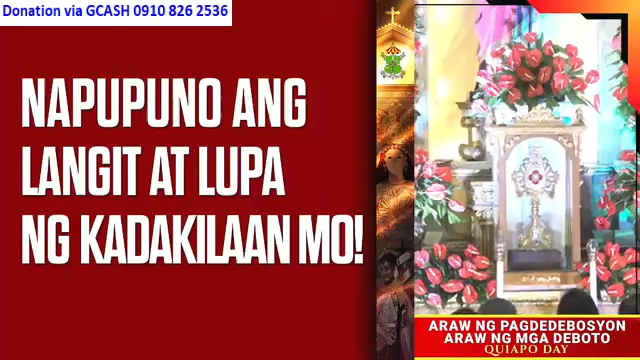 Donation via GCASH 0910 826 2536
NAPUPUNO ANG
LANGIT AT LUPA
NG KADAKILAAN MO!
ARAW NG PAGDEDEBOSYON
ARAW NG MGA DEBOTO
QUIAPO DAY